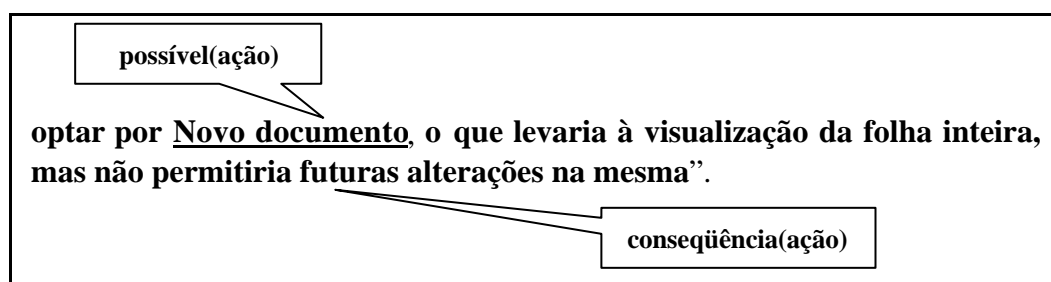 possível(ação)
optar por Novo documento, o que levaria à visualização da folha inteira,
mas não permitiria futuras alterações na mesma”.
conseqüência(ação)